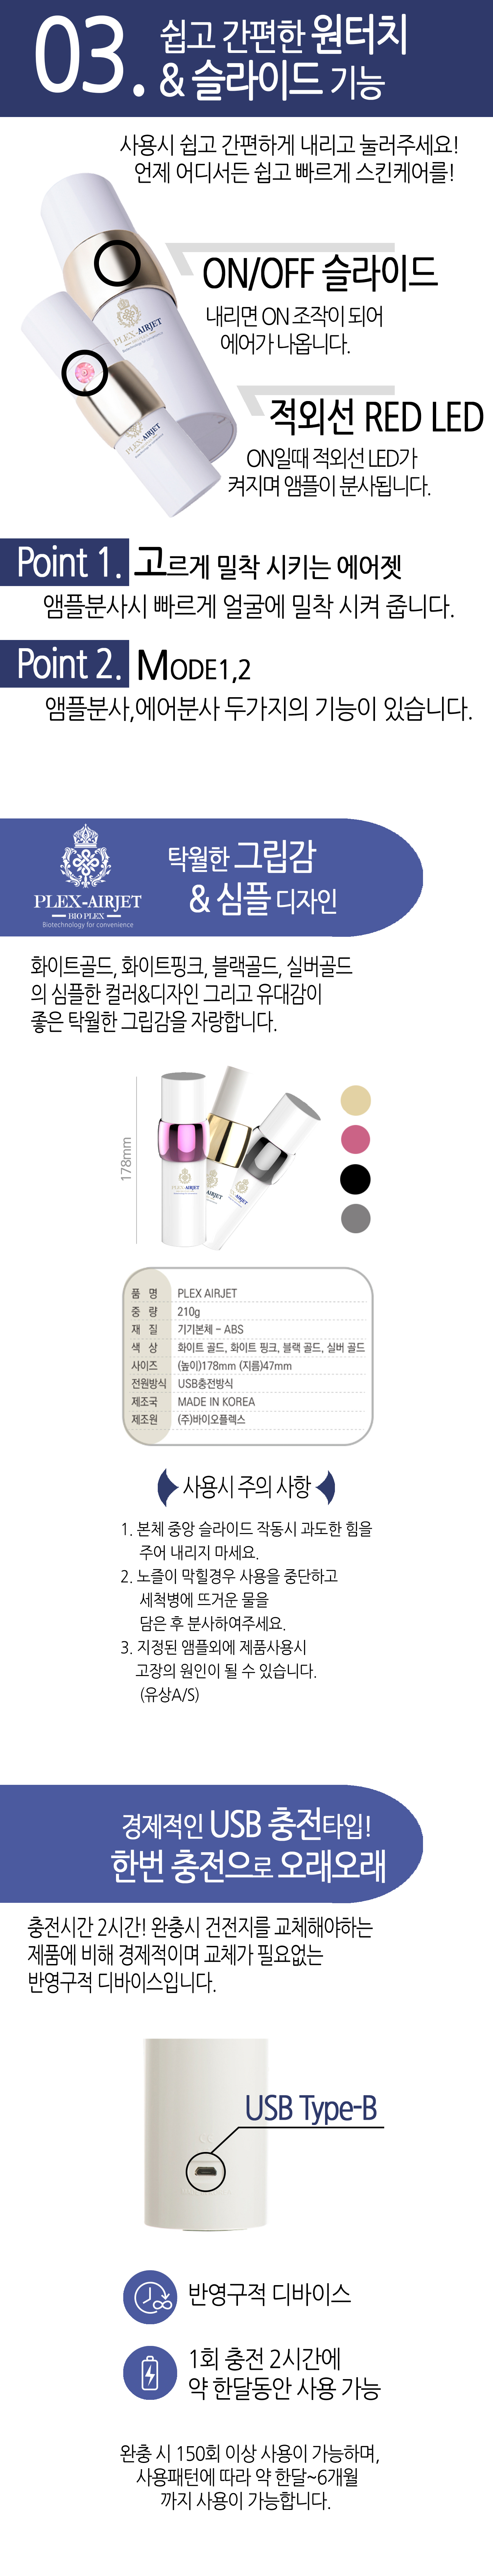 03. 쉽고 간편한 원터치
& 슬라이드 기능
사용시 쉽고 간편하게 내리고 눌러주세요!
언제 어디서든 쉽고 빠르게 스킨케어를!
ON/OFF 슬라이드
내리면 ON 조작이 되어
에어가 나옵니다.
PLEX-AIRJET
적외선 RED LED
ON일때 적외선 LED가
켜지며 앰플이 분사됩니다.
PLEX-AIRJET
Point 1. 고르게 밀착 시키는 에어젯
앰플분사시 빠르게 얼굴에 밀착 시켜 줍니다.
Point 2. MODE1,2
앰플분사,에어분사 두가지의 기능이 있습니다.
탁월한 그립감
& 심플 디자인
PLEX-AIRJET
BIO PLEX
Biotechnology for convenience
화이트골드, 화이트핑크, 블랙골드, 실버골드
의 심플한 컬러&디자인 그리고 유대감이
좋은 탁월한 그립감을 자랑합니다.
178mm
PLEX-AIRJET
AIRJET
AIRJET
품 명 PLEX AIRJET
중 량 210g
재 질 기기본체 - ABS
색 상 화이트 골드, 화이트 핑크, 블랙 골드, 실버 골드
사이즈 (높이)178mm (지름)47mm
전원방식 USB충전방식
제조국 MADE IN KOREA
제조원 (주)바이오플렉스
사용시 주의 사항
1. 본체 중앙 슬라이드 작동시 과도한 힘을
주어 내리지 마세요.
2. 노즐이 막힐경우 사용을 중단하고
세척병에 뜨거운 물을
담은 후 분사하여주세요.
3. 지정된 앰플외에 제품사용시
고장의 원인이 될 수 있습니다.
(유상A/S)
경제적인 USB 충전타입!
한번 충전으로 오래오래
충전시간 2시간! 완충시 건전지를 교체해야하는
제품에 비해 경제적이며 교체가 필요없는
반영구적 디바이스입니다.
USB Type-B
반영구적 디바이스
1회 충전 2시간에
약 한달동안 사용 가능
완충 시 150회 이상 사용이 가능하며,
사용패턴에 따라 약 한달~6개월
까지 사용이 가능합니다.